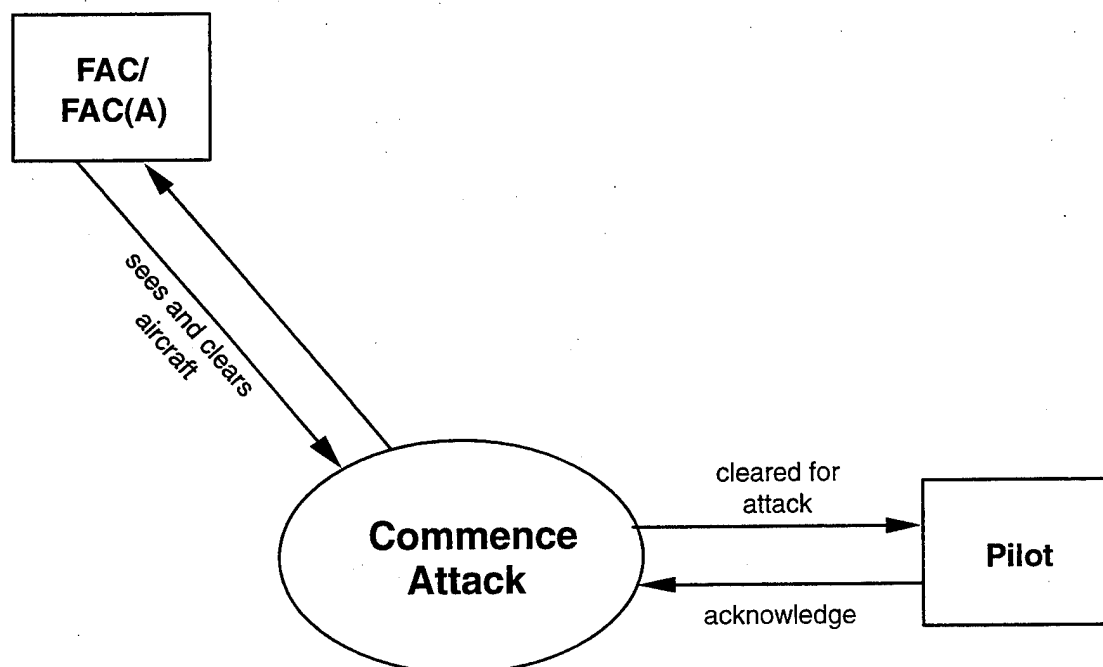 FAC/
FAC(A)
sees and clears
aircraft
cleared for
attack
Commence
Attack
Pilot
acknowledge